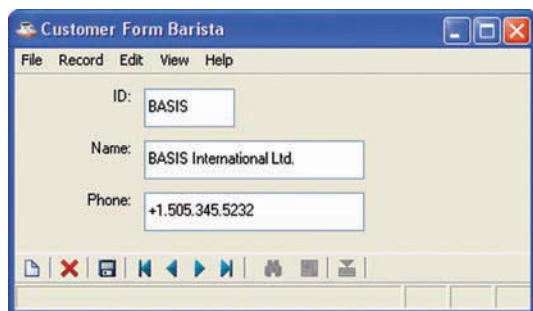 Customer Form Barista
File Record Edit View Help
ID: BASIS
Name: BASIS International Ltd.
Phone: +1.505.345.5232